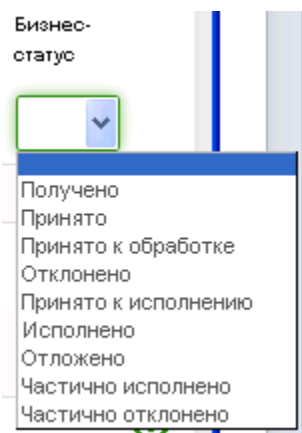 Бизнес-
статус
Получено
Принято
Принято к обработке
Отклонено
Принято к исполнению
Исполнено
Отложено
Частично исполнено
Частично отклонено